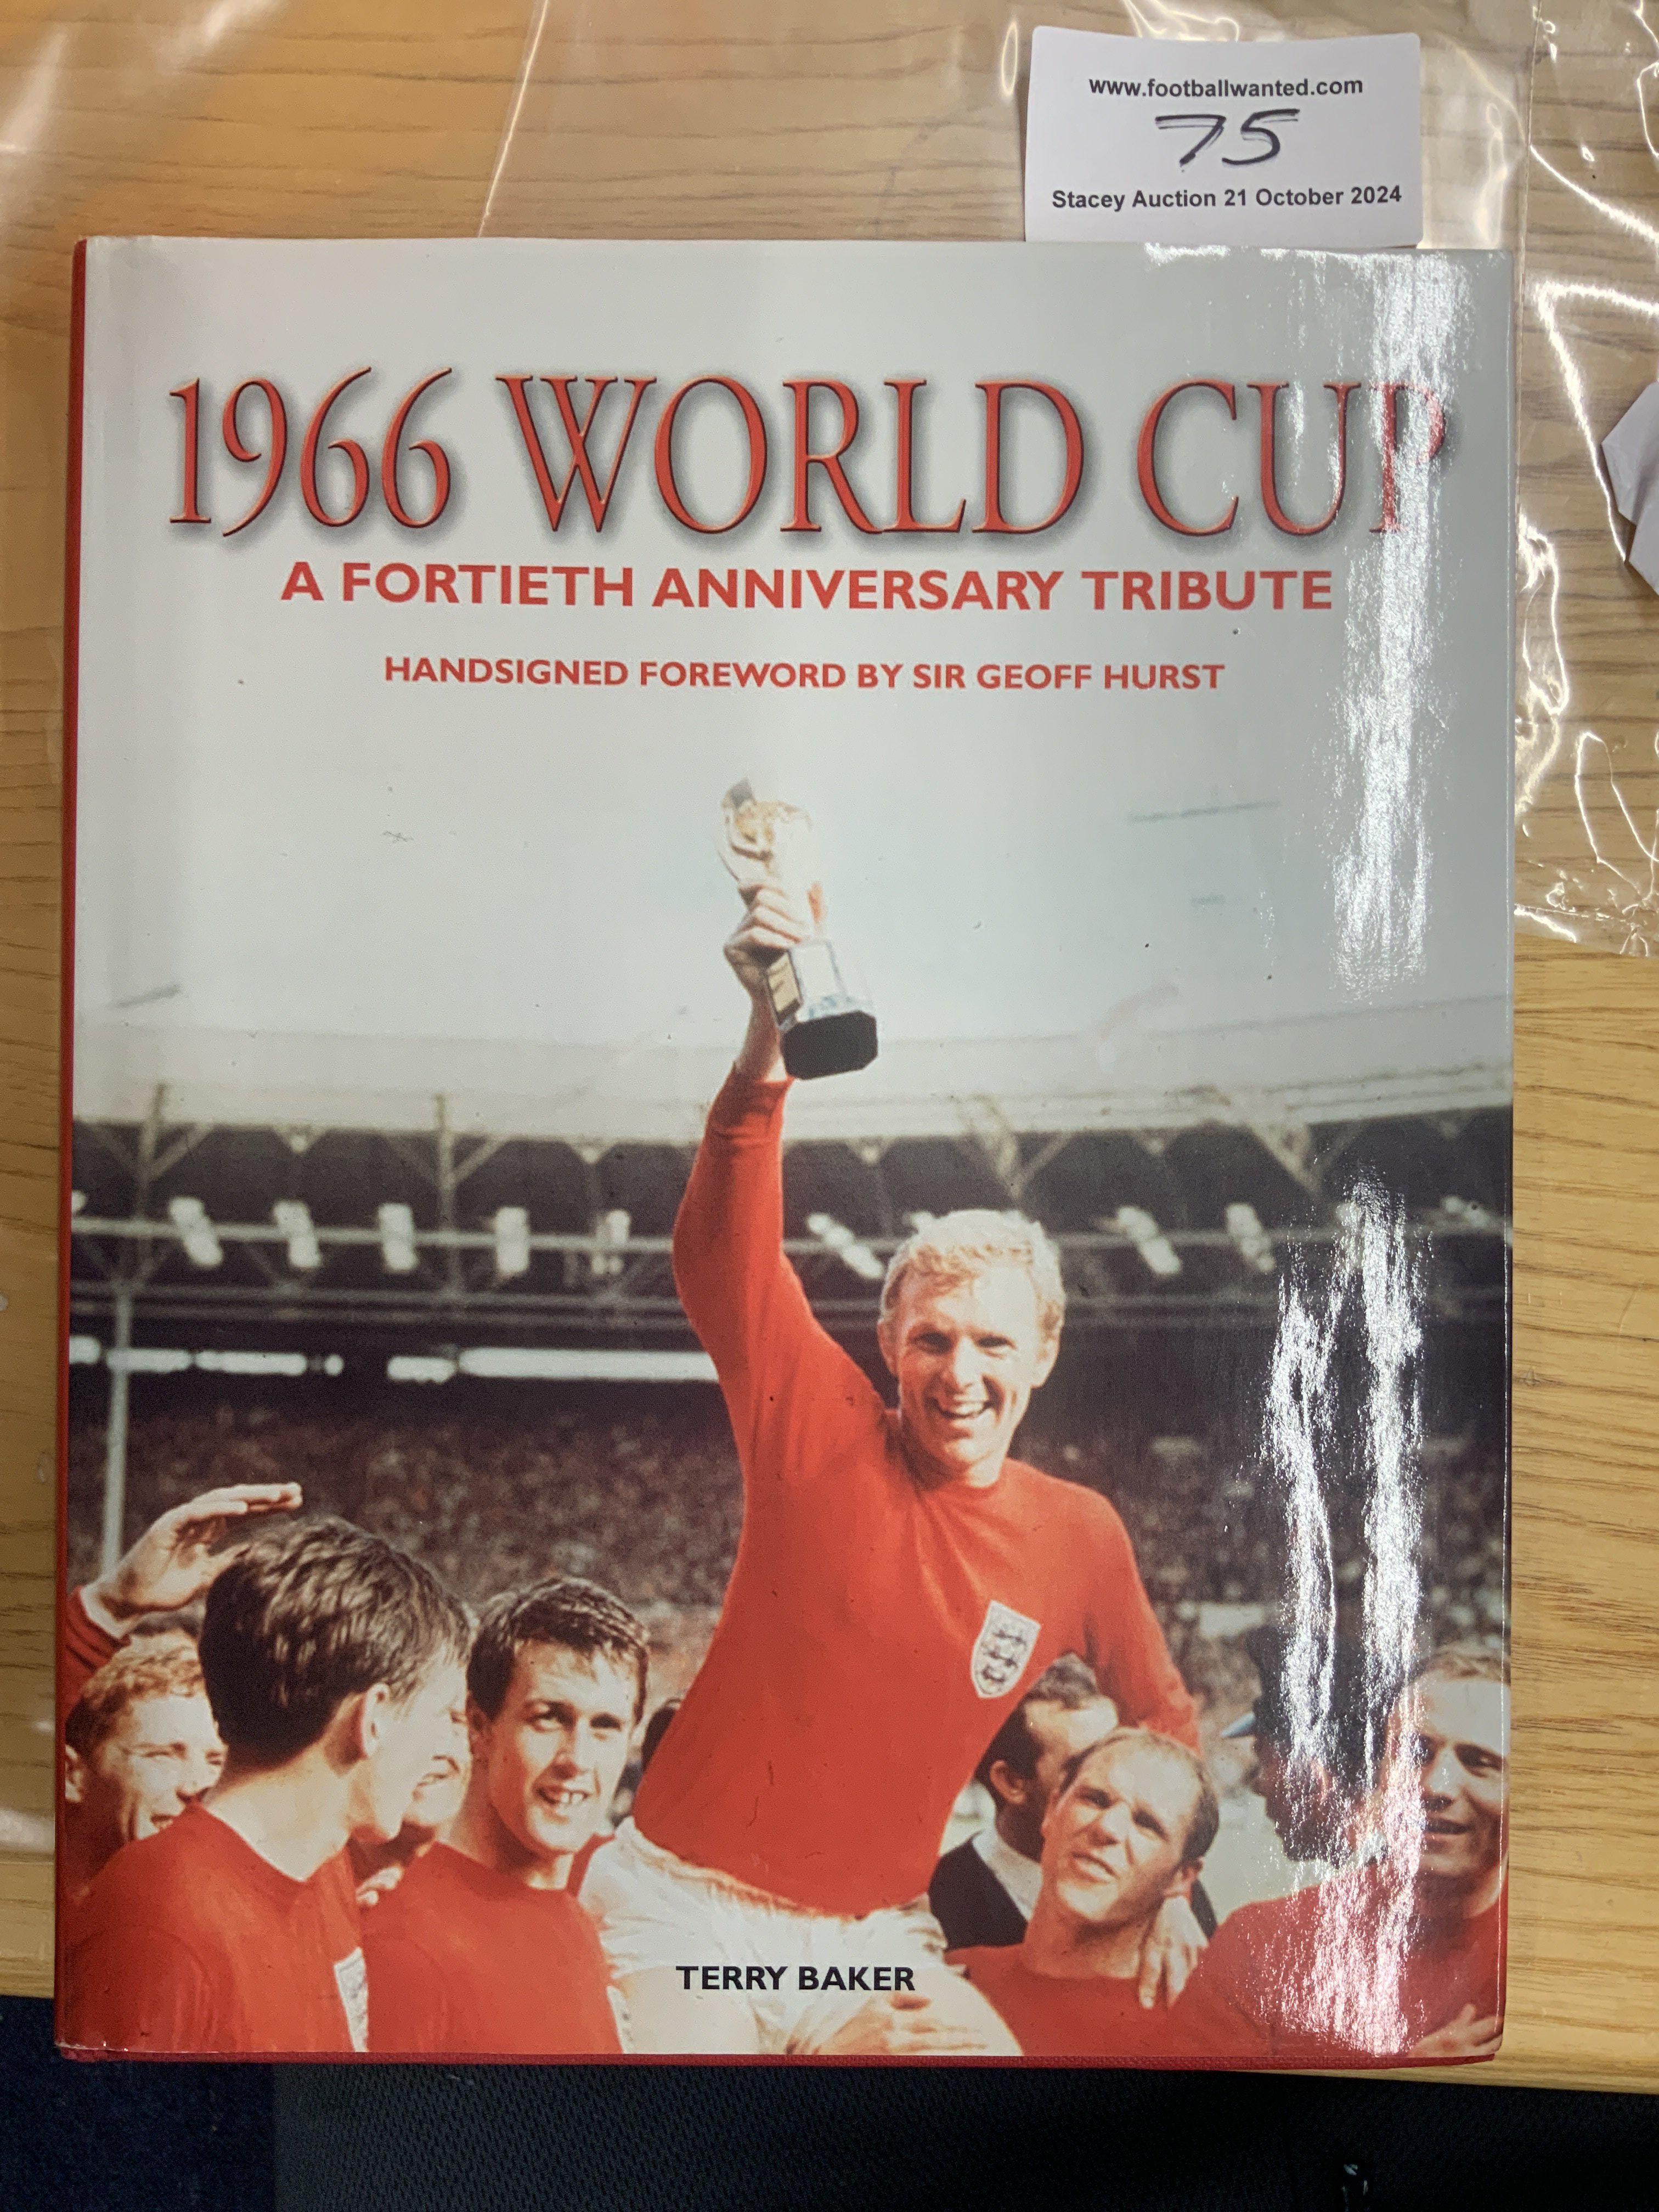 www.footballwanted.com
75
Stacey Auction 21 October 2024
1966 WORLD CUP
A FORTIETH ANNIVERSARY TRIBUTE
HANDSIGNED FOREWORD BY SIR GEOFF HURST
TERRY BAKER